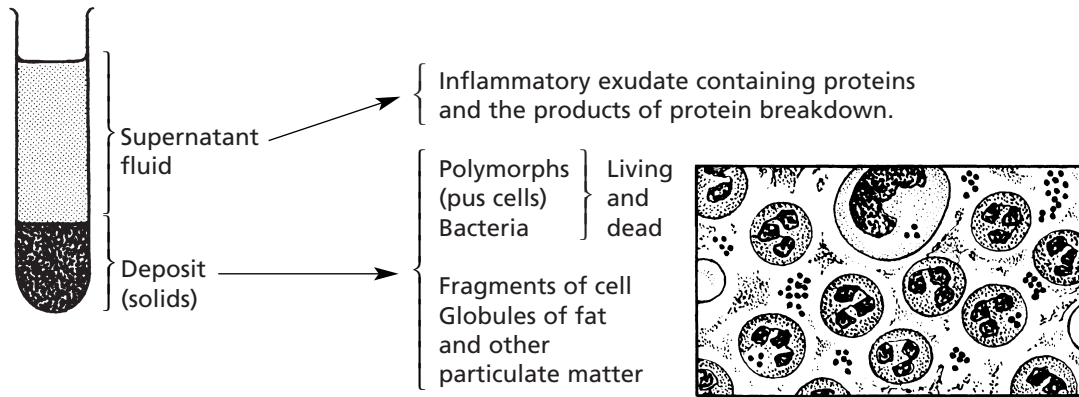 Supernatant
fluid
Deposit
(solids)
Inflammatory exudate containing proteins
and the products of protein breakdown.
Polymorphs
(pus cells)
Bacteria
Living
and
dead
Fragments of cell
Globules of fat
and other
particulate matter